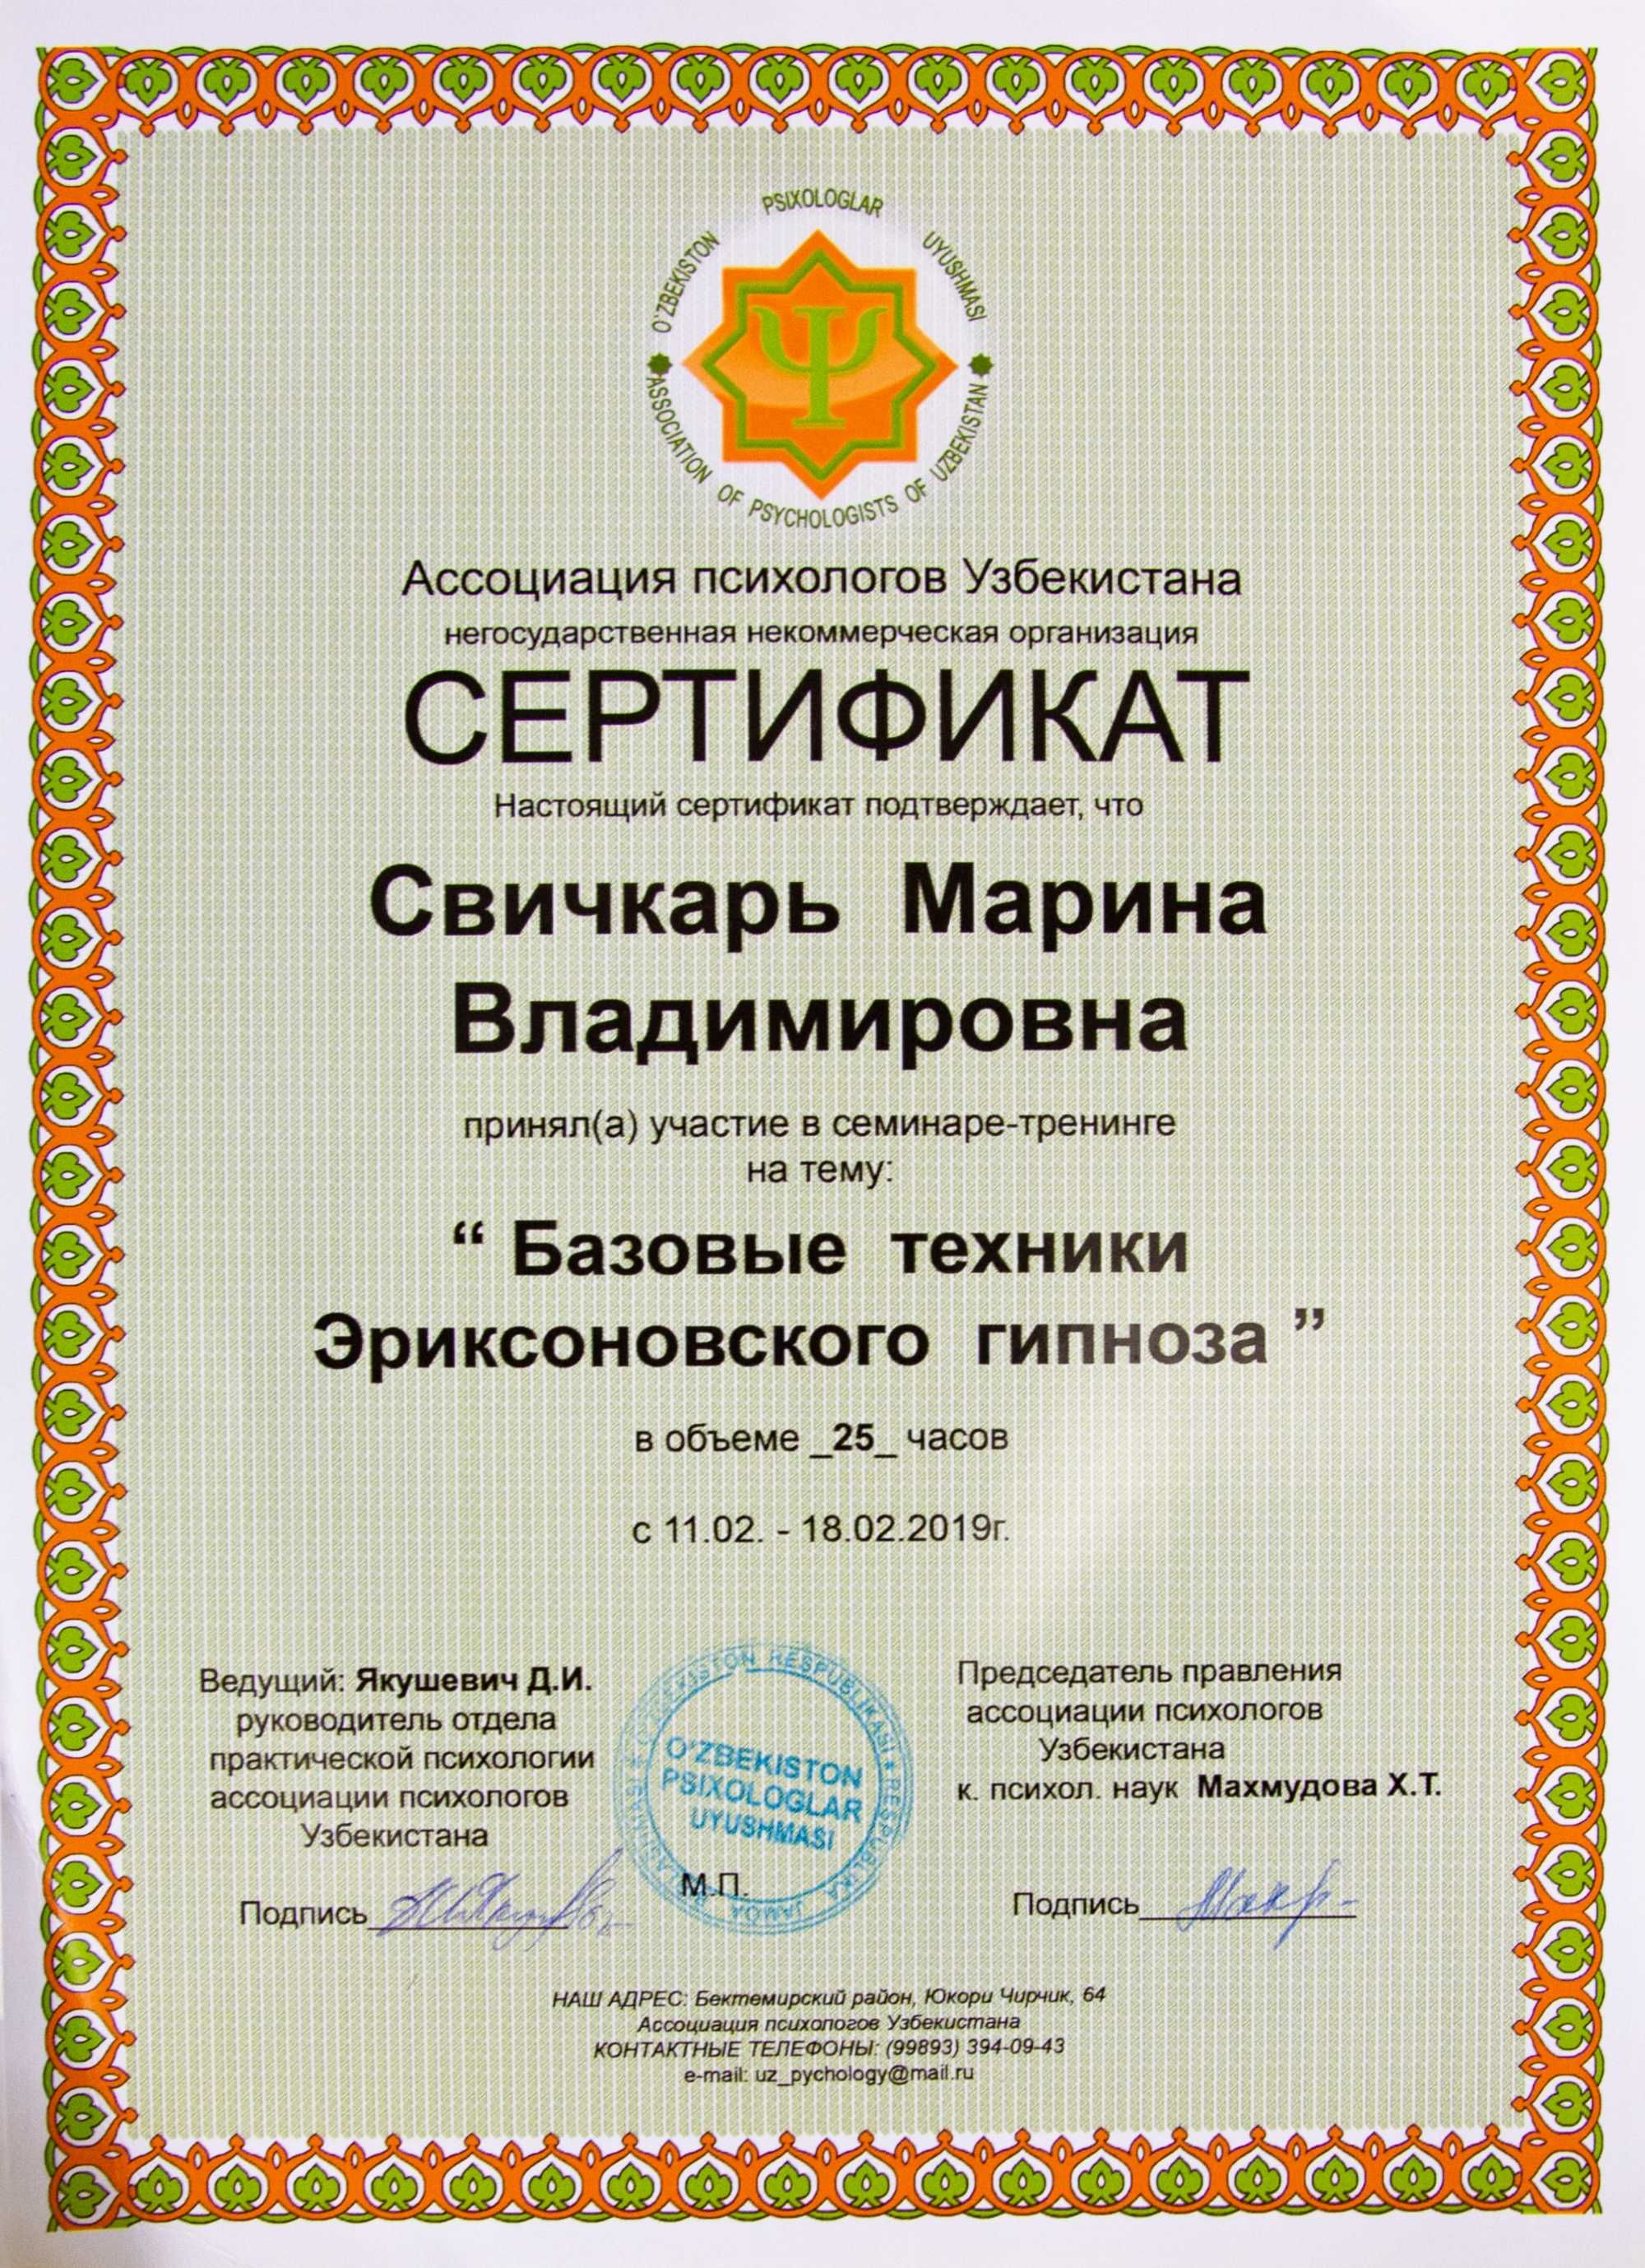 O'ZBEKISTON PSIXOLOGLAR UYUSHMASI
ASSOCIATION OF PSYCHOLOGISTS OF UZBEKISTAN
Ассоциация психологов Узбекистана
негосударственная некоммерческая организация
СЕРТИФИКАТ
Настоящий сертификат подтверждает, что
Свичкарь Марина
Владимировна
принял(а) участие в семинаре-тренинге
на тему:
“ Базовые техники
Эриксоновского гипноза ”
в объеме _25_ часов
с 11.02. - 18.02.2019г.
Ведущий: Якушевич Д.И.
руководитель отдела
практической психологии
ассоциации психологов
Узбекистана
Подпись
O'ZBEKISTON RESPUBLIKASI
O'ZBEKISTON
PSIXOLOGLAR
UYUSHMASI
М.П.
Председатель правления
ассоциации психологов
Узбекистана
к. психол. наук Махмудова Х.Т.
Подпись
НАШ АДРЕС: Бектемирский район, Юкори Чирчик, 64
Ассоциация психологов Узбекистана
КОНТАКТНЫЕ ТЕЛЕФОНЫ: (99893) 394-09-43
e-mail: uz_pychology@mail.ru